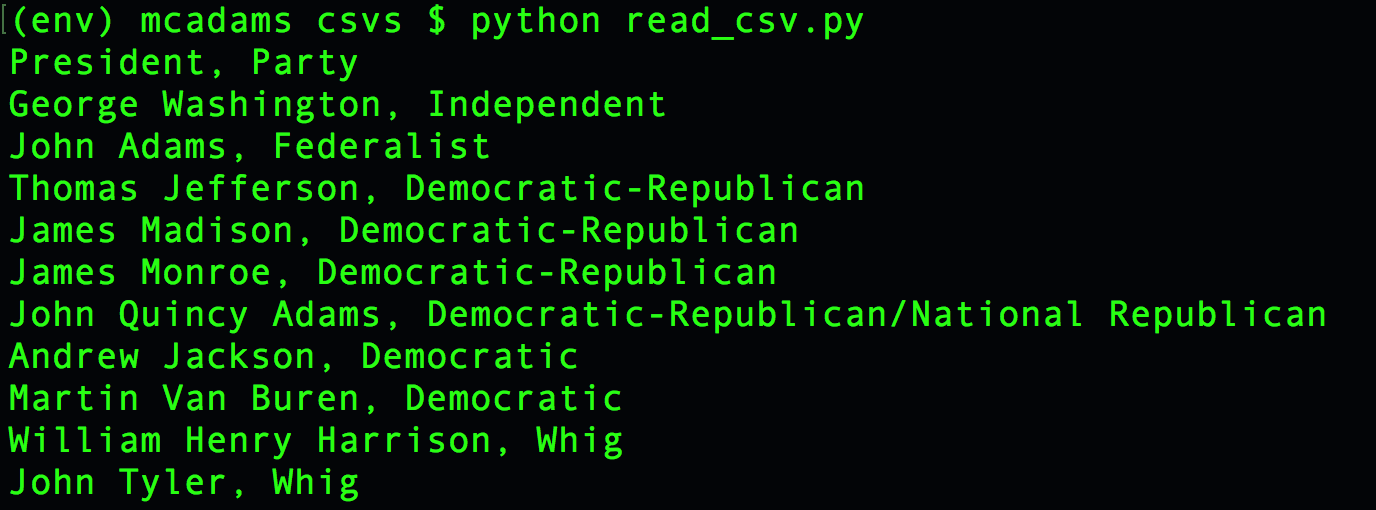 [(env) mcadams csvs $ python read_csv.py
President, Party
George Washington, Independent
John Adams, Federalist
Thomas Jefferson, Democratic-Republican
James Madison, Democratic-Republican
James Monroe, Democratic-Republican
John Quincy Adams, Democratic-Republican/National Republican
Andrew Jackson, Democratic
Martin Van Buren, Democratic
William Henry Harrison, Whig
John Tyler, Whig